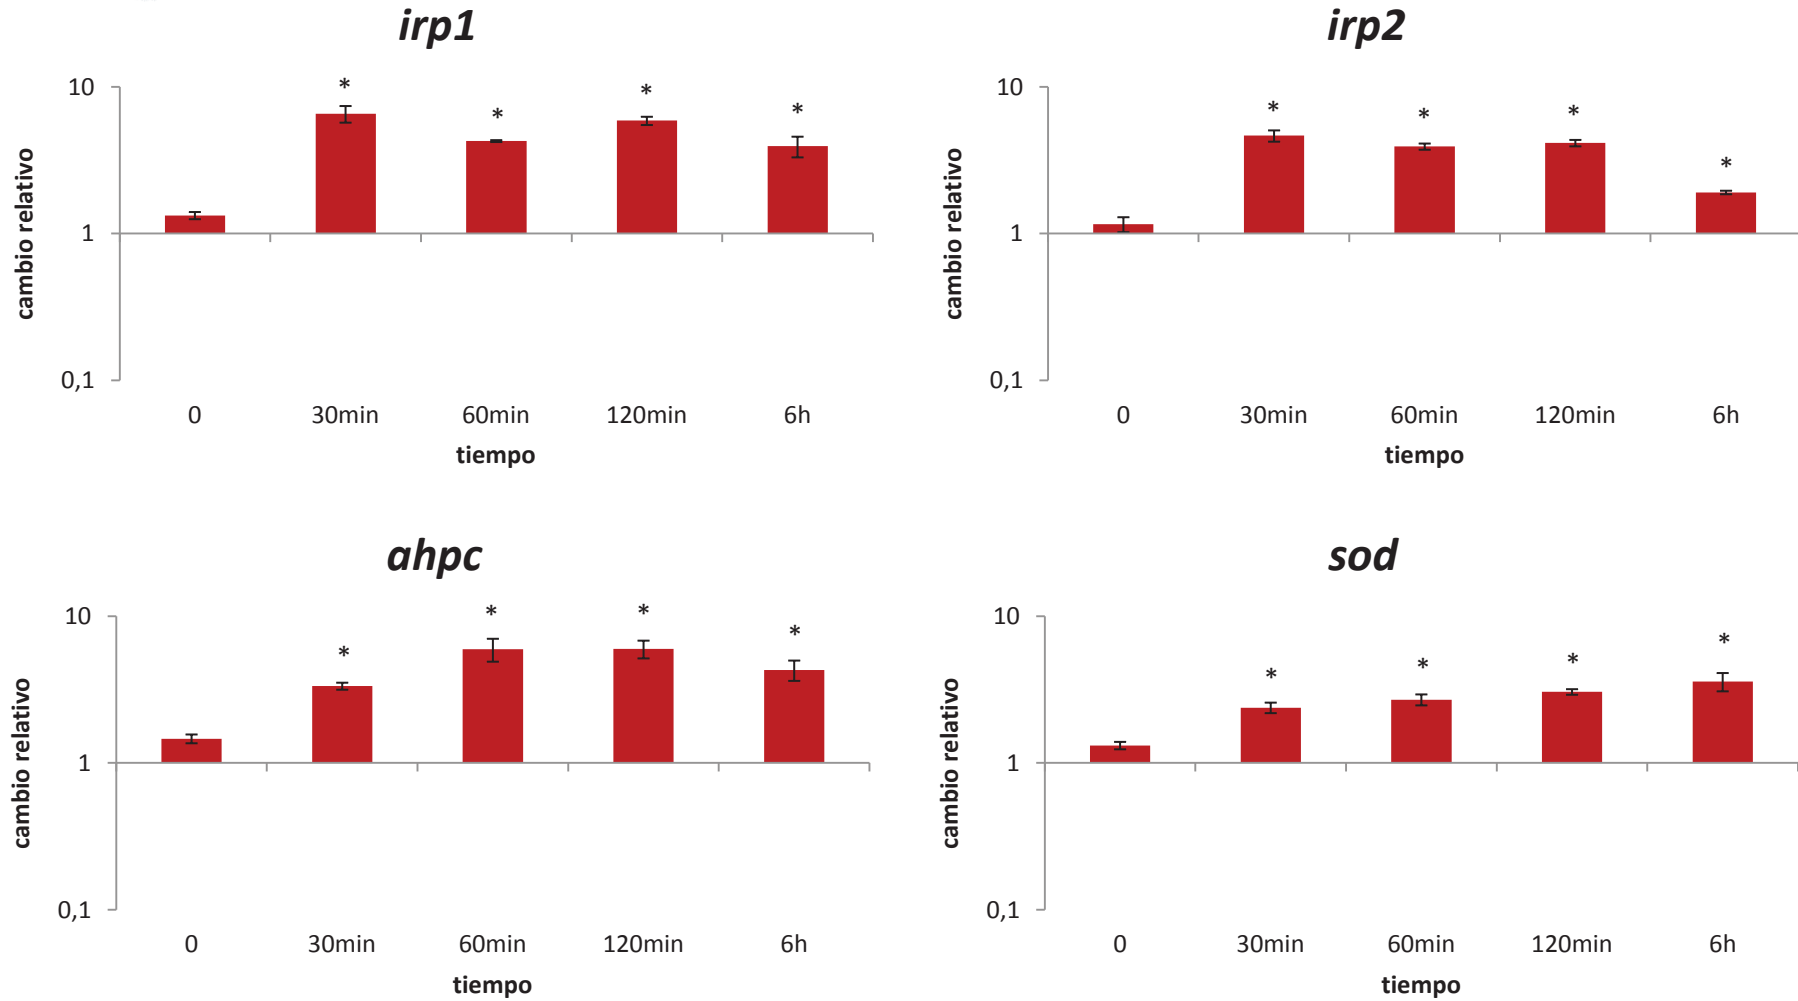 irp1
10
1
0,1
cambio relativo
* * * *
0 30min 60min 120min 6h
tiempo
irp2
10
1
0,1
cambio relativo
* * * *
0 30min 60min 120min 6h
tiempo
ahpc
10
1
0,1
cambio relativo
* * * *
0 30min 60min 120min 6h
tiempo
sod
10
1
0,1
cambio relativo
* * * *
0 30min 60min 120min 6h
tiempo